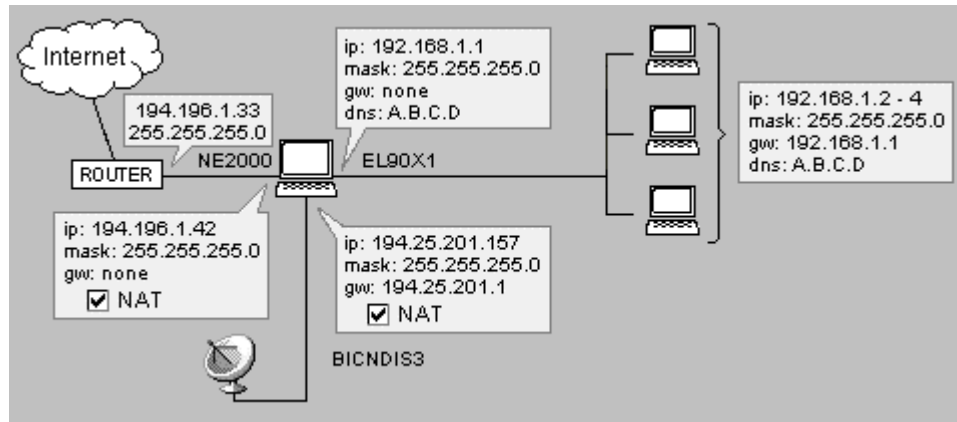 Internet
194.196.1.33
255.255.255.0
ROUTER
NE2000
ip: 192.168.1.1
mask: 255.255.255.0
gw: none
dns: A.B.C.D
EL90X1
ip: 192.168.1.2 - 4
mask: 255.255.255.0
gw: 192.168.1.1
dns: A.B.C.D
ip: 194.196.1.42
mask: 255.255.255.0
gw: none
NAT
ip: 194.25.201.157
mask: 255.255.255.0
gw: 194.25.201.1
NAT
BICNDIS3